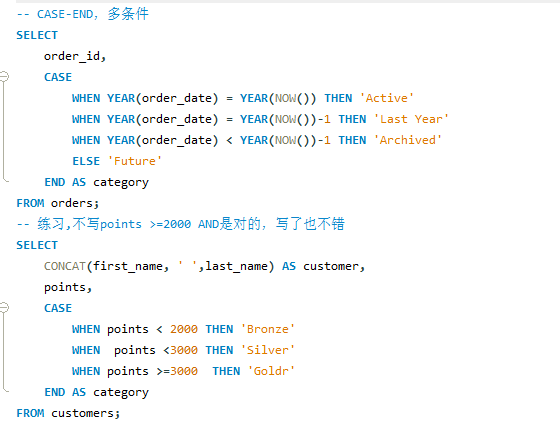 -- CASE-END，多条件
SELECT
    order_id,
    CASE
        WHEN YEAR(order_date) = YEAR(NOW()) THEN 'Active'
        WHEN YEAR(order_date) = YEAR(NOW())-1 THEN 'Last Year'
        WHEN YEAR(order_date) < YEAR(NOW())-1 THEN 'Archived'
        ELSE 'Future'
    END AS category
FROM orders;
-- 练习,不写points >=2000 AND是对的，写了也不错
SELECT
    CONCAT(first_name, ' ',last_name) AS customer,
    points,
    CASE
        WHEN points < 2000 THEN 'Bronze'
        WHEN  points <3000 THEN 'Silver'
        WHEN points >=3000  THEN 'Goldr'
    END AS category
FROM customers;